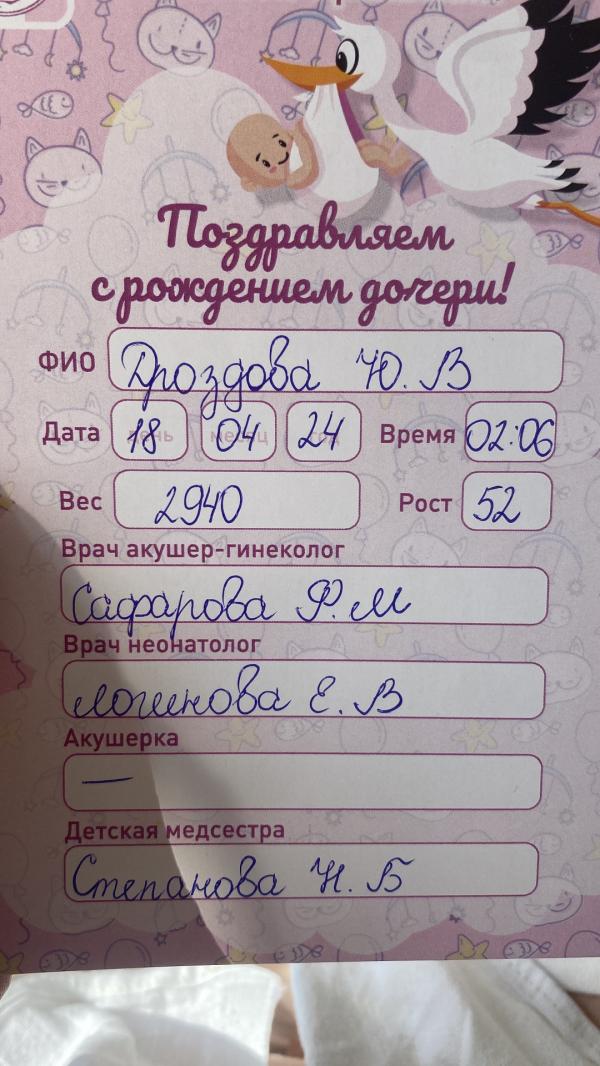 Поздравляем
с рождением дочери!
ФИО Дроздова Ю. В
Дата 18 04 24 Время 02:06
Вес 2940 Рост 52
Врач акушер-гинеколог
Сафарова Ф. М
Врач неонатолог
Логинова Е. В
Акушерка
—
Детская медсестра
Степанова Н. Б